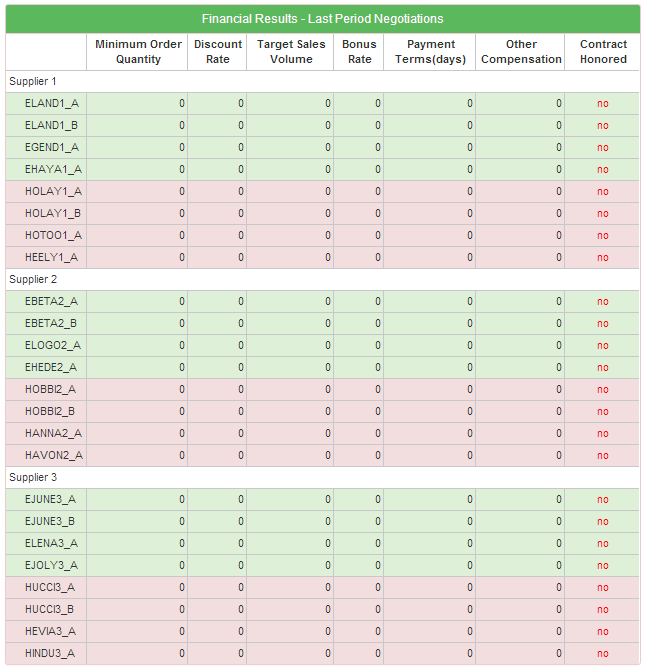 Financial Results - Last Period Negotiations
Minimum Order Quantity Discount Rate Target Sales Volume Bonus Rate Payment Terms(days) Other Compensation Contract Honored
Supplier 1
ELAND1_A 0 0 0 0 0 0 no
ELAND1_B 0 0 0 0 0 0 no
EGEND1_A 0 0 0 0 0 0 no
EHAYA1_A 0 0 0 0 0 0 no
HOLAY1_A 0 0 0 0 0 0 no
HOLAY1_B 0 0 0 0 0 0 no
HOTOO1_A 0 0 0 0 0 0 no
HEELY1_A 0 0 0 0 0 0 no
Supplier 2
EBETA2_A 0 0 0 0 0 0 no
EBETA2_B 0 0 0 0 0 0 no
ELOGO2_A 0 0 0 0 0 0 no
EHEDE2_A 0 0 0 0 0 0 no
HOBBI2_A 0 0 0 0 0 0 no
HOBBI2_B 0 0 0 0 0 0 no
HANNA2_A 0 0 0 0 0 0 no
HAVON2_A 0 0 0 0 0 0 no
Supplier 3
EJUNE3_A 0 0 0 0 0 0 no
EJUNE3_B 0 0 0 0 0 0 no
ELENA3_A 0 0 0 0 0 0 no
EJOLY3_A 0 0 0 0 0 0 no
HUCCI3_A 0 0 0 0 0 0 no
HUCCI3_B 0 0 0 0 0 0 no
HEVIA3_A 0 0 0 0 0 0 no
HINDU3_A 0 0 0 0 0 0 no